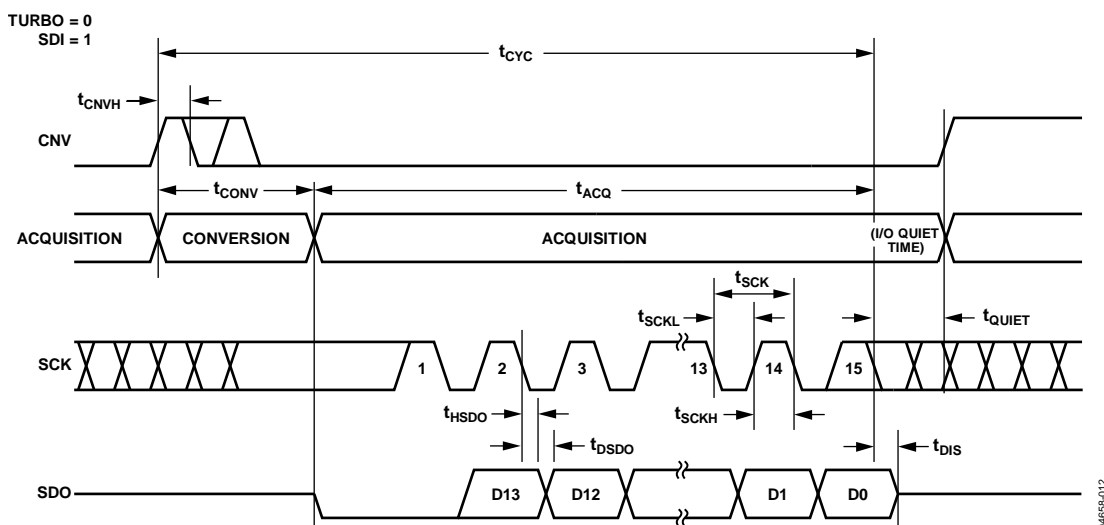 TURBO = 0
SDI = 1
tCYC
tCNVH
CNV
tCONV
tACQ
ACQUISITION
CONVERSION
ACQUISITION
(I/O QUIET
TIME)
tSCK
tSCKL
tQUIET
SCK
1
2
3
13
14
15
tHSDO
tSCKH
tDSDO
tDIS
SDO
D13
D12
D1
D0